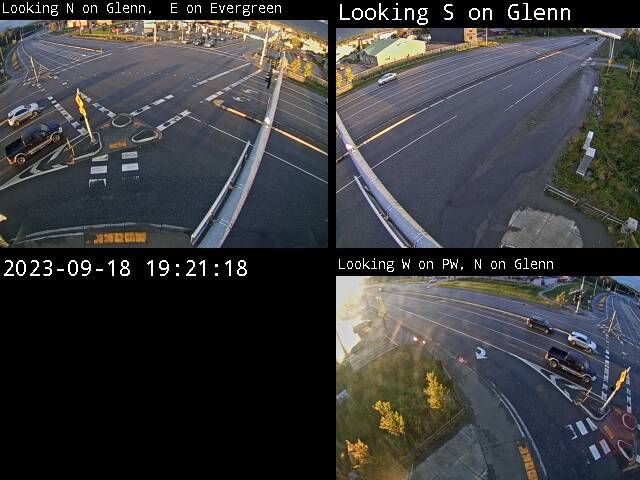 Looking N on Glenn,  E on Evergreen
Looking S on Glenn
2023-09-18 19:21:18
Looking W on PW, N on Glenn